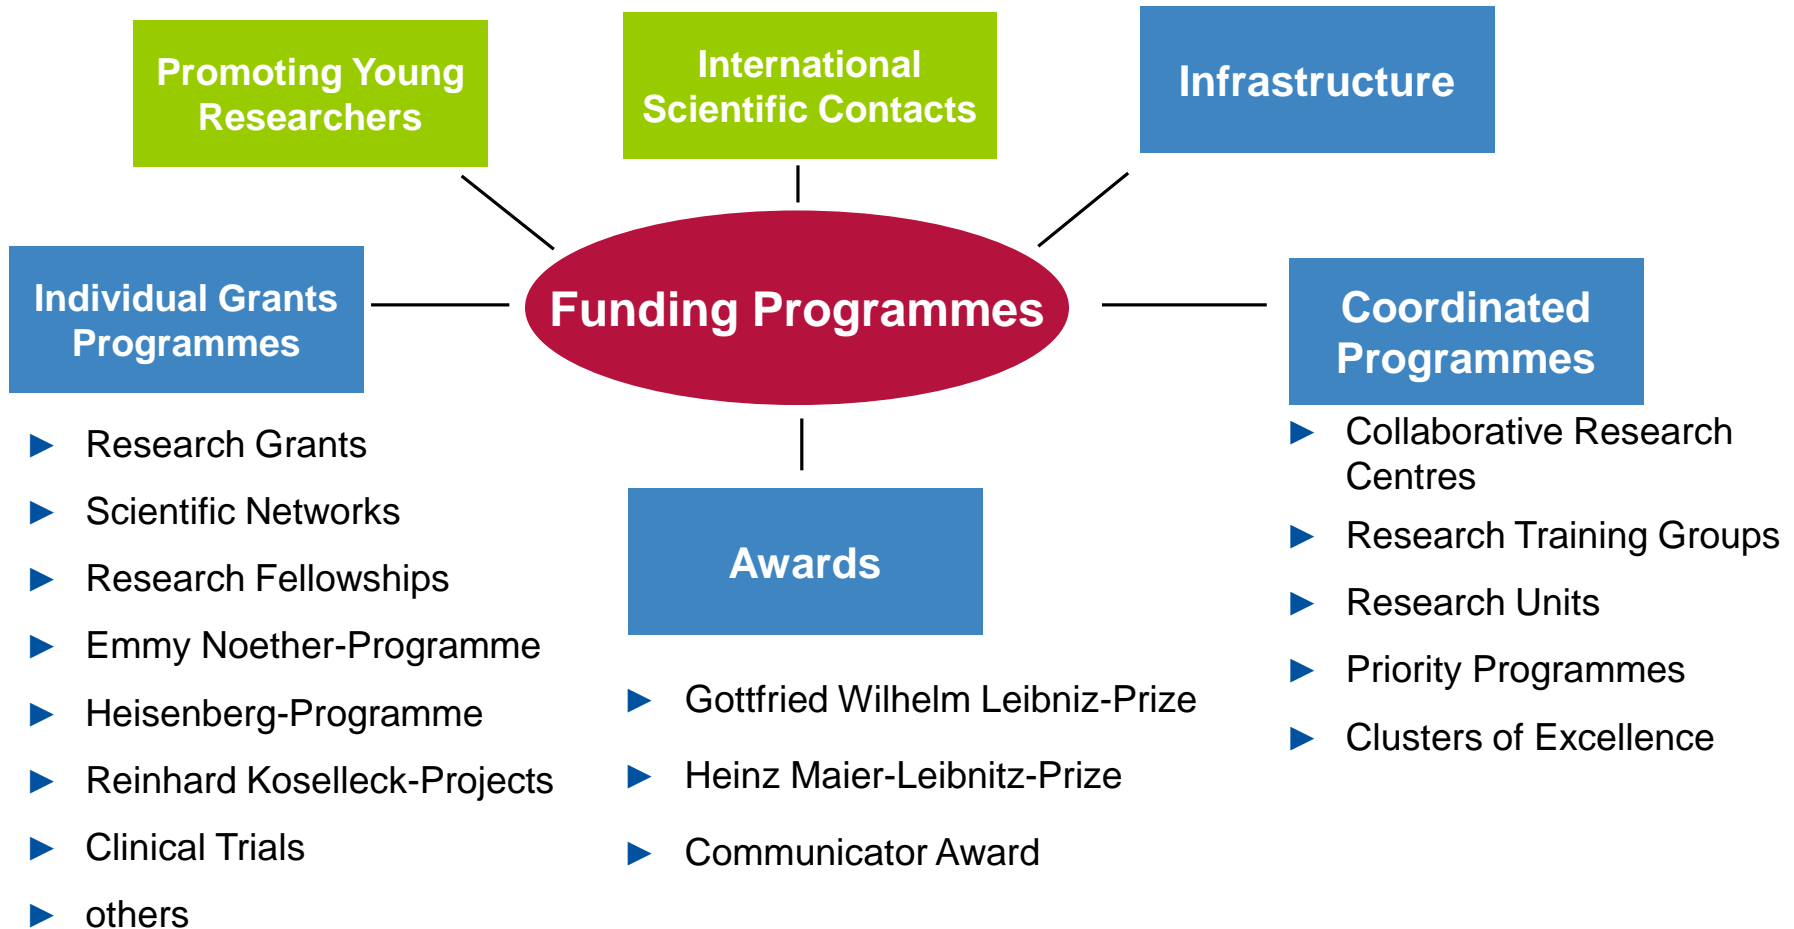 Promoting Young
Researchers
International
Scientific Contacts
Infrastructure
Individual Grants
Programmes
Funding Programmes
Coordinated
Programmes
Research Grants
Scientific Networks
Research Fellowships
Emmy Noether-Programme
Heisenberg-Programme
Reinhard Koselleck-Projects
Clinical Trials
others
Awards
Gottfried Wilhelm Leibniz-Prize
Heinz Maier-Leibnitz-Prize
Communicator Award
Collaborative Research
Centres
Research Training Groups
Research Units
Priority Programmes
Clusters of Excellence